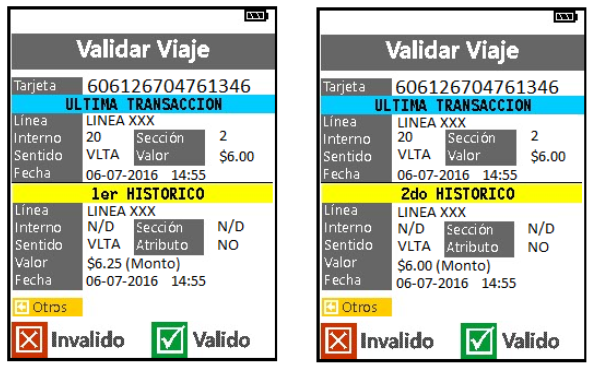 Validar Viaje
Tarjeta 606126704761346
ULTIMA TRANSACCION
Línea LINEA XXX
Interno 20 Sección 2
Sentido VLTA Valor $6.00
Fecha 06-07-2016 14:55
1er HISTORICO
Línea LINEA XXX
Interno N/D Sección N/D
Sentido VLTA Atributo NO
Valor $6.25 (Monto)
Fecha 06-07-2016 14:55
Otros
Invalido Valido
Validar Viaje
Tarjeta 606126704761346
ULTIMA TRANSACCION
Línea LINEA XXX
Interno 20 Sección 2
Sentido VLTA Valor $6.00
Fecha 06-07-2016 14:55
2do HISTORICO
Línea LINEA XXX
Interno N/D Sección N/D
Sentido VLTA Atributo NO
Valor $6.00 (Monto)
Fecha 06-07-2016 14:55
Otros
Invalido Valido